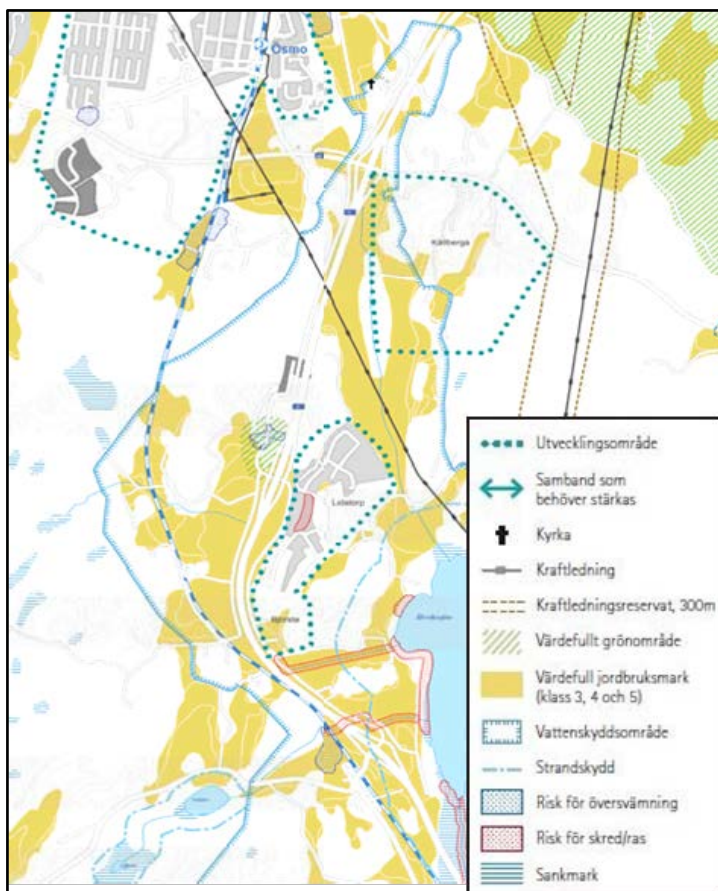 Ösmo
Källberga
Lidatorp
Utvecklingsområde
Samband som
behöver stärkas
Kyrka
Kraftledning
Kraftledningsreservat, 300m
Värdefullt grönområde
Värdefull jordbruksmark
(klass 3, 4 och 5)
Vattenskyddsområde
Strandskydd
Risk för översvämning
Risk för skred/ras
Sankmark